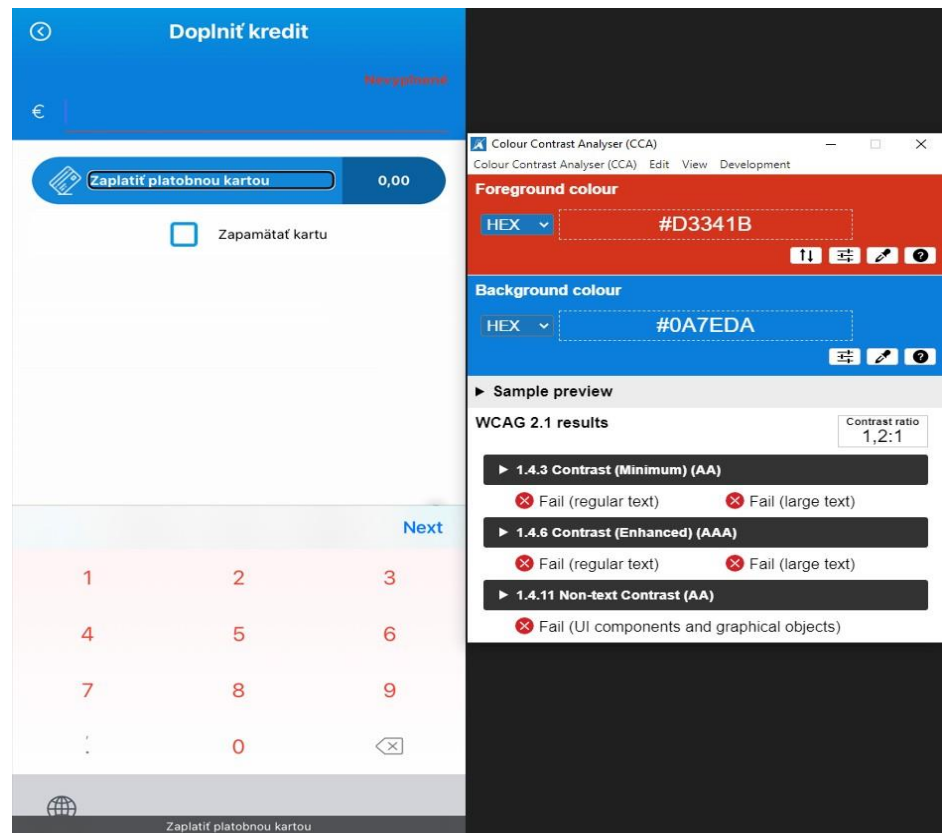 Doplniť kredit
Nevyplnené
€
Zaplatiť platobnou kartou
0,00
Zapamätať kartu
Next
1 2 3
4 5 6
7 8 9
0
Zaplatiť platobnou kartou
Colour Contrast Analyser (CCA)
Colour Contrast Analyser (CCA) Edit View Development
Foreground colour
HEX #D3341B
Background colour
HEX #0A7EDA
Sample preview
WCAG 2.1 results
Contrast ratio
1,2:1
1.4.3 Contrast (Minimum) (AA)
Fail (regular text) Fail (large text)
1.4.6 Contrast (Enhanced) (AAA)
Fail (regular text) Fail (large text)
1.4.11 Non-text Contrast (AA)
Fail (UI components and graphical objects)